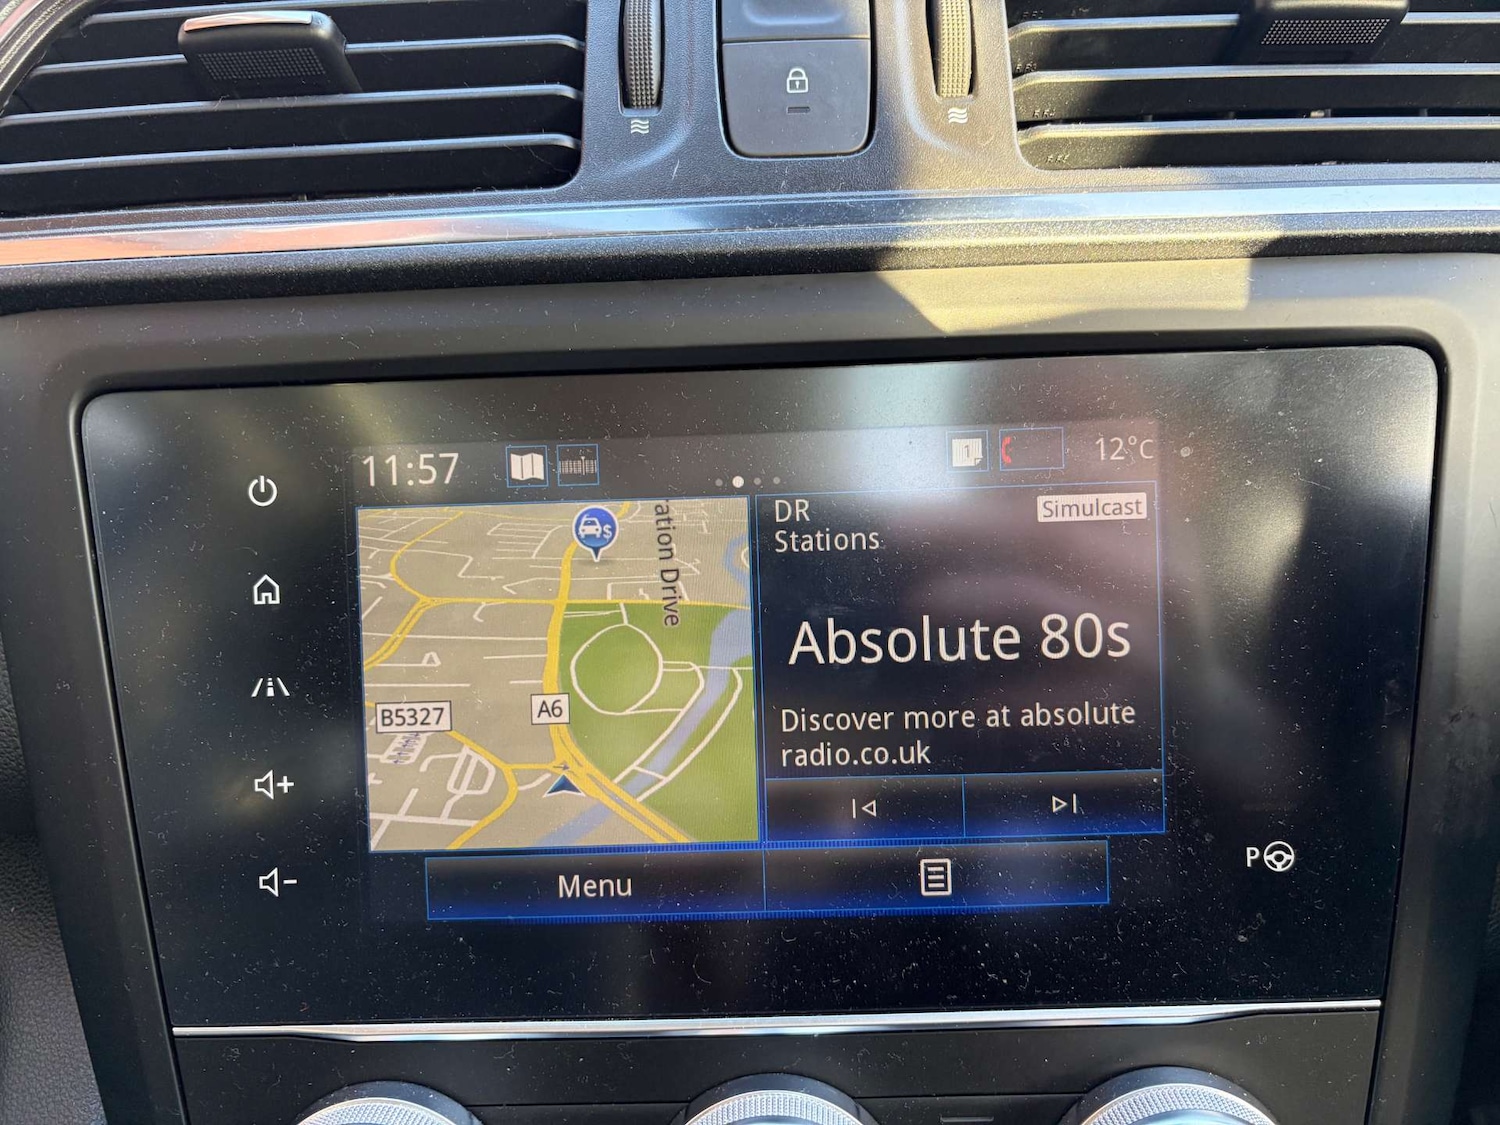 11:57
1
12°C
ation Drive
$
B5327
A6
DR
Simulcast
Stations
Absolute 80s
Discover more at absolute
radio.co.uk
Menu
P